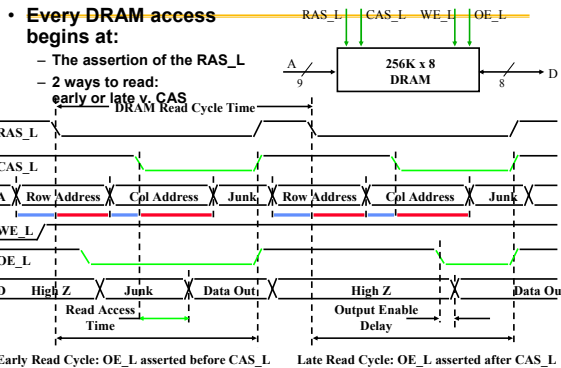 • Every DRAM access
begins at:
– The assertion of the RAS_L
– 2 ways to read:
early or late v. CAS
RAS_L CAS_L WE_L OE_L
A 9
256K x 8
DRAM
8 D
DRAM Read Cycle Time
RAS_L
CAS_L
A Row Address Col Address Junk Row Address Col Address Junk
WE_L
OE_L
D High Z Junk Data Out High Z Data Ou
Read Access
Time
Output Enable
Delay
Early Read Cycle: OE_L asserted before CAS_L Late Read Cycle: OE_L asserted after CAS_L